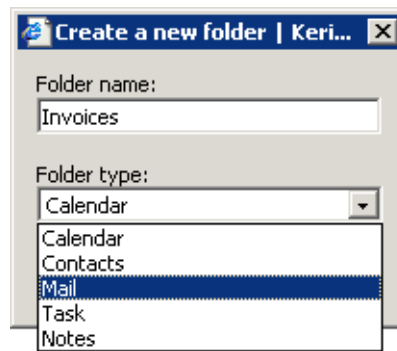 Create a new folder | Keri...
Folder name:
Invoices
Folder type:
Calendar
Calendar
Contacts
Mail
Task
Notes